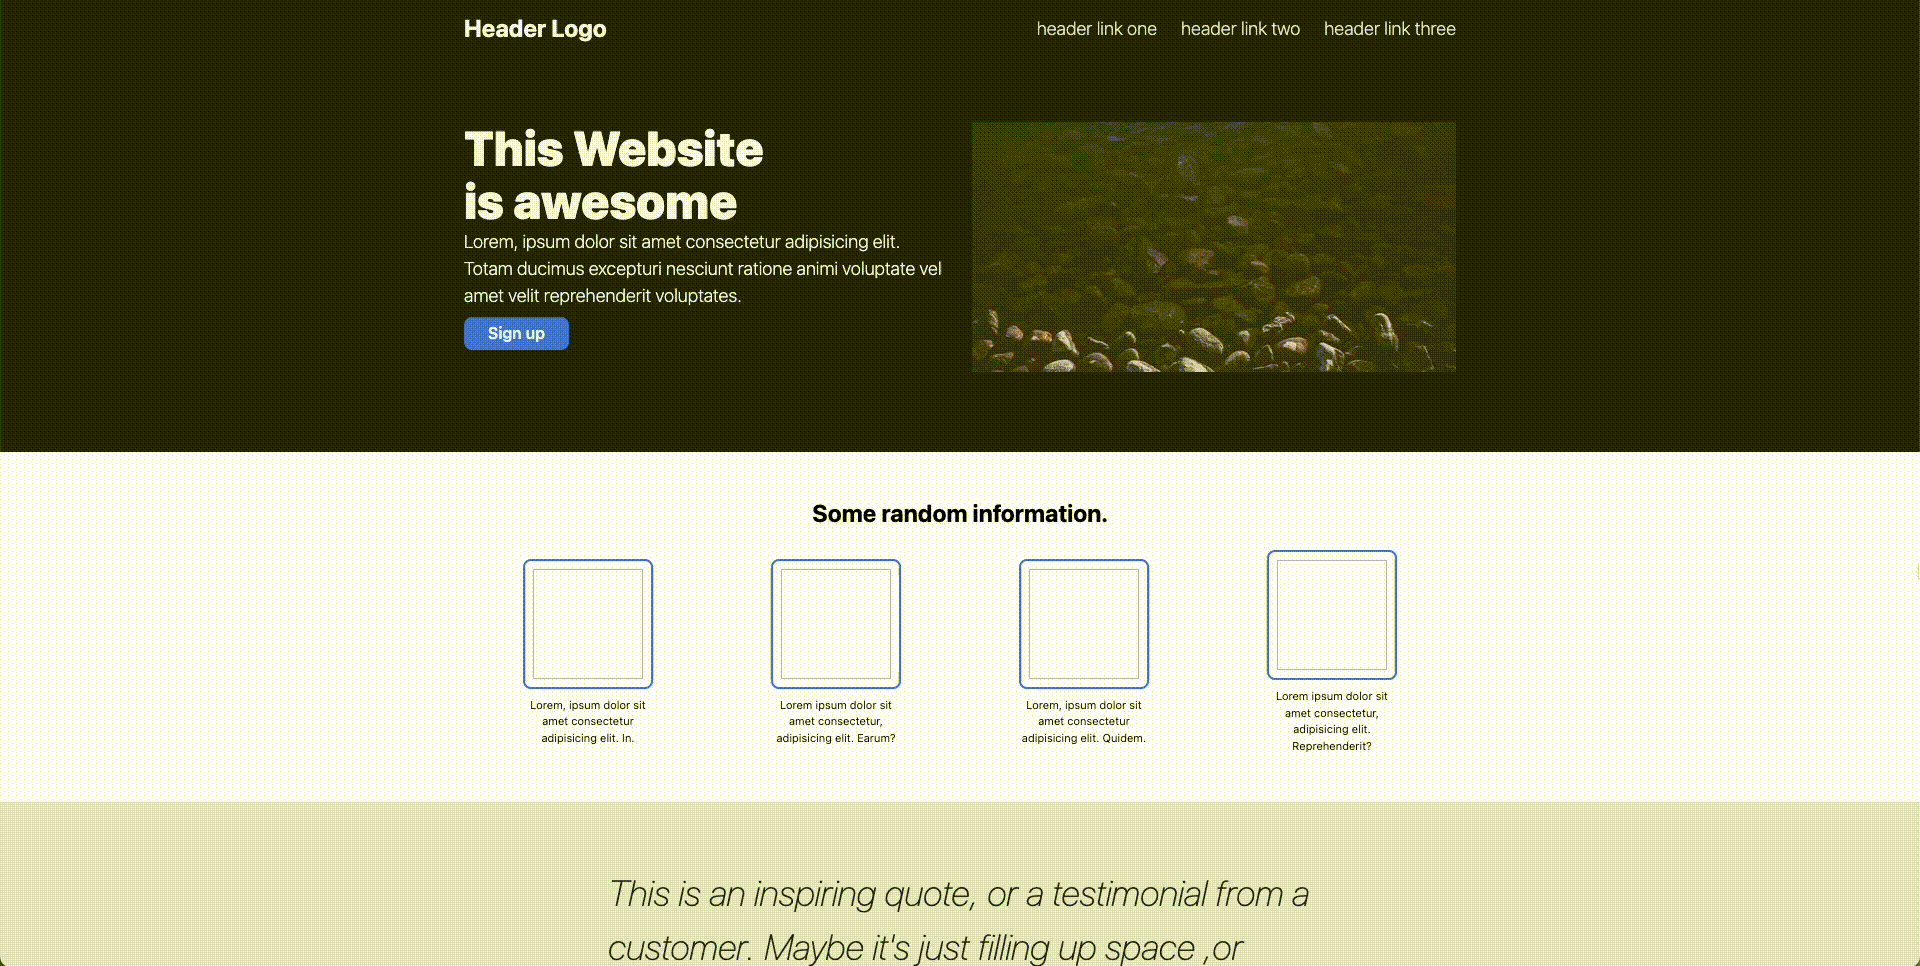 Header Logo
header link one header link two header link three
This Website
is awesome
Lorem, ipsum dolor sit amet consectetur adipisicing elit.
Totam ducimus excepturi nesciunt ratione animi voluptate vel
amet velit reprehenderit voluptates.
Sign up
Some random information.
Lorem, ipsum dolor sit
amet consectetur
adipisicing elit. In.
Lorem ipsum dolor sit
amet consectetur,
adipisicing elit. Earum?
Lorem, ipsum dolor sit
amet consectetur
adipisicing elit. Quidem.
Lorem ipsum dolor sit
amet consectetur,
adipisicing elit.
Reprehenderit?
This is an inspiring quote, or a testimonial from a
customer. Maybe it's just filling up space ,or